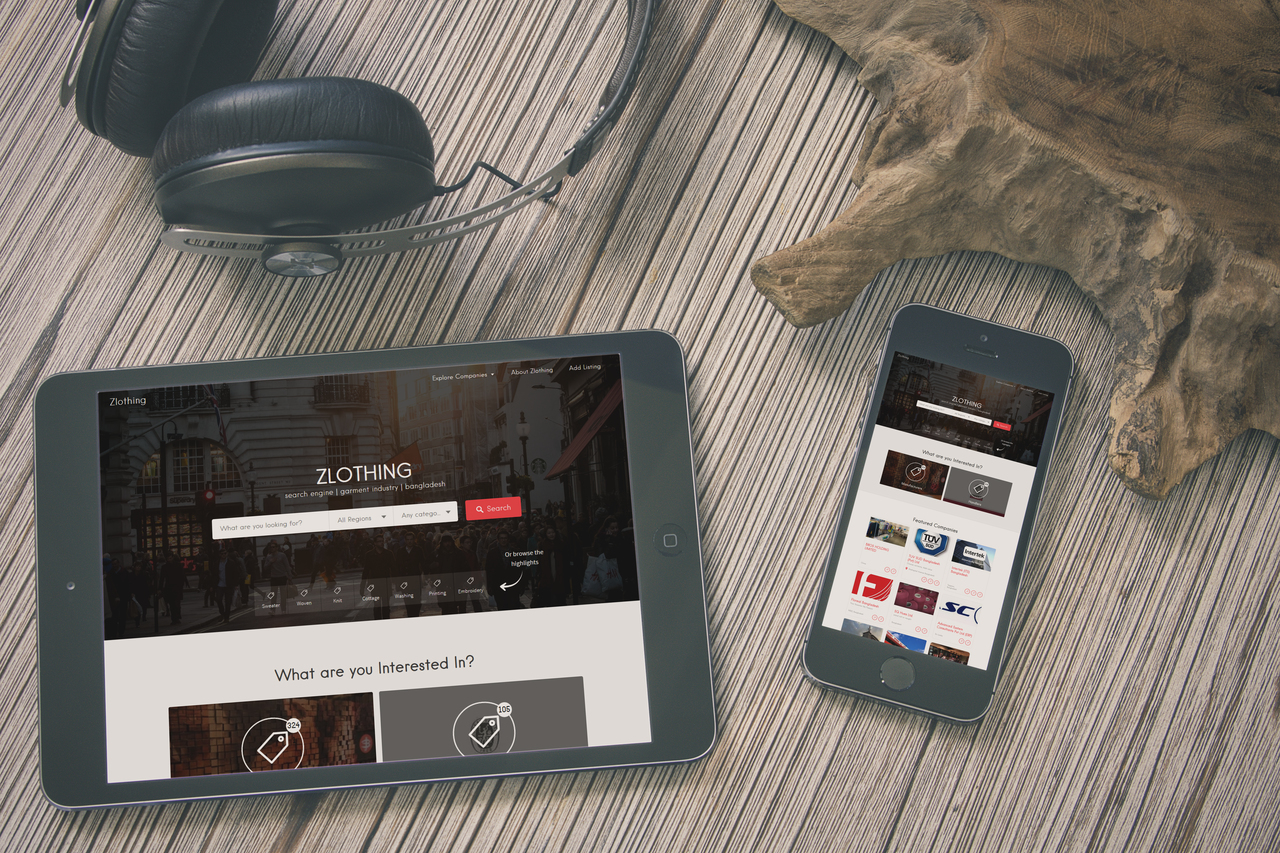 Zlothing
Explore Companies
About Zlothing
Add Listing
ZLOTHING
search engine | garment industry | bangladesh
What are you looking for?
All Regions
Any catego..
Search
Or browse the
highlights
Sweater
Woven
Knit
Cottage
Washing
Printing
Embroidery
What are you Interested In?
324
105
ZLOTHING
What are you Interested In?
Featured Companies
TÜV
SÜD
Intertek
SC